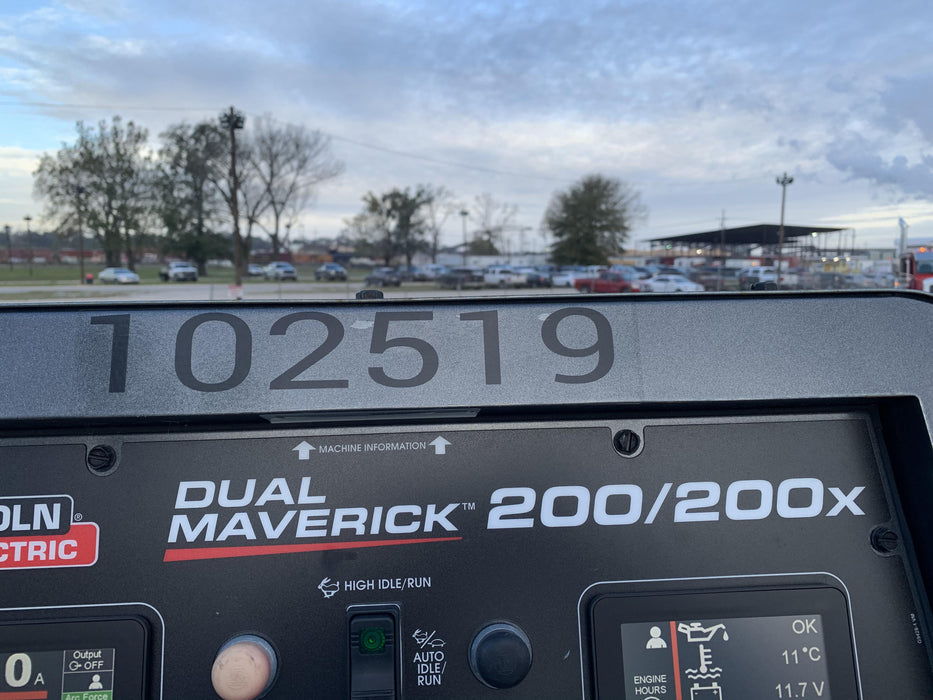 102519
MACHINE INFORMATION
DUAL
MAVERICK™ 200/200x
OLN®
CTRIC
HIGH IDLE/RUN
AUTO
IDLE/
RUN
0 A
Output
OFF
Arc Force
OK
11°C
ENGINE
HOURS
11.7 V